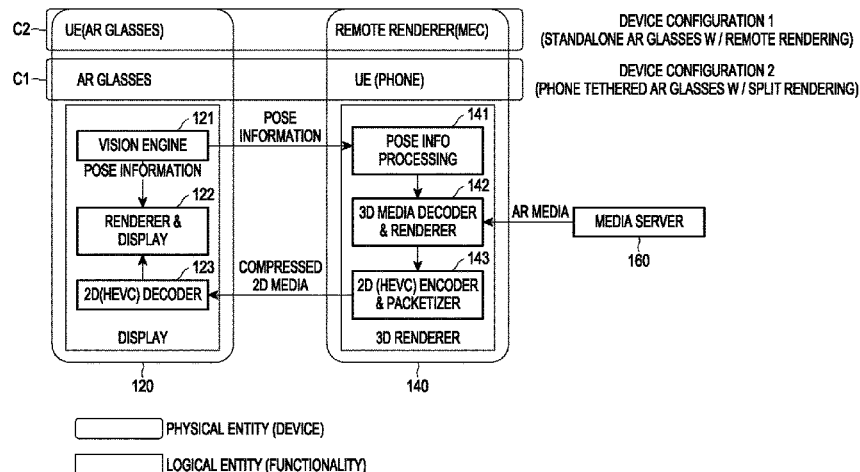 C2
UE(AR GLASSES)
REMOTE RENDERER(MEC)
DEVICE CONFIGURATION 1
(STANDALONE AR GLASSES W / REMOTE RENDERING)
C1
AR GLASSES
UE (PHONE)
DEVICE CONFIGURATION 2
(PHONE TETHERED AR GLASSES W / SPLIT RENDERING)
121
VISION ENGINE
POSE INFORMATION
POSE
INFORMATION
141
POSE INFO
PROCESSING
122
RENDERER &
DISPLAY
142
3D MEDIA DECODER
& RENDERER
AR MEDIA
MEDIA SERVER
160
123
2D(HEVC) DECODER
COMPRESSED
2D MEDIA
143
2D (HEVC) ENCODER
& PACKETIZER
DISPLAY
3D RENDERER
120
140
PHYSICAL ENTITY (DEVICE)
LOGICAL ENTITY (FUNCTIONALITY)